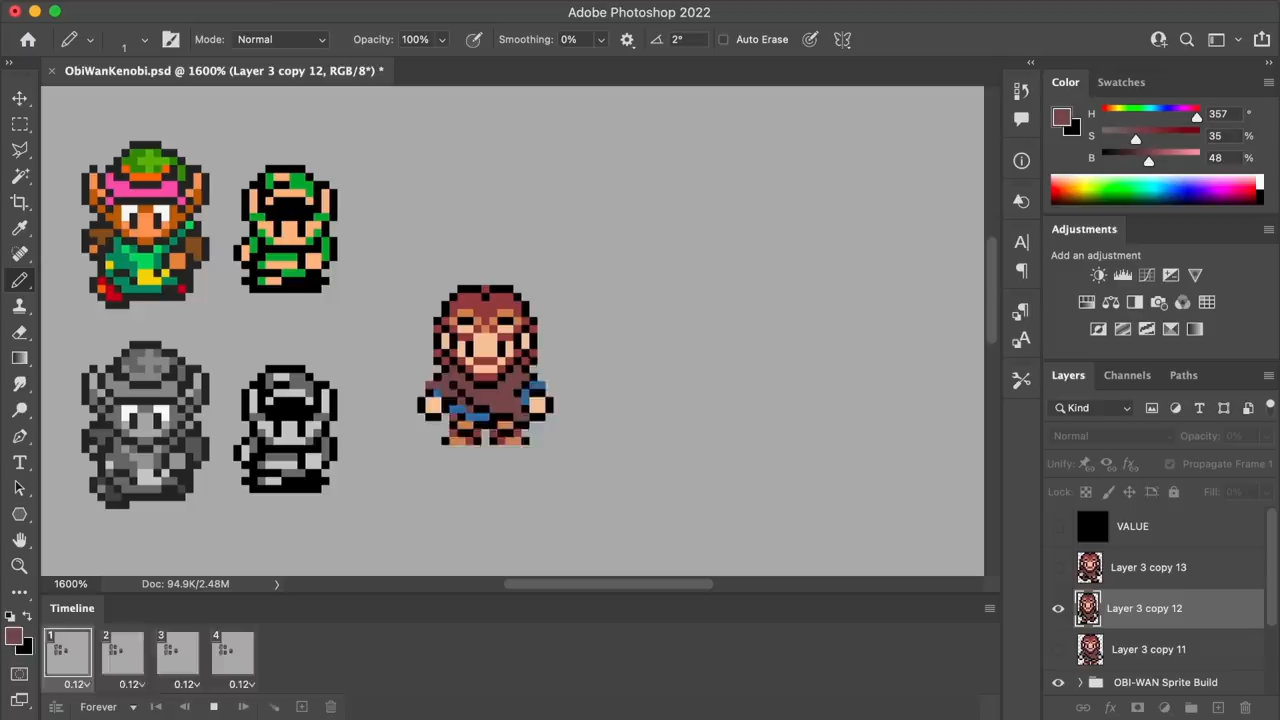 Adobe Photoshop 2022
1 Mode: Normal Opacity: 100% Smoothing: 0% 2° Auto Erase
ObiWanKenobi.psd @ 1600% (Layer 3 copy 12, RGB/8*) *
Color Swatches
H 357 °
S 35 %
B 48 %
Adjustments
Add an adjustment
Layers Channels Paths
Kind
Normal Opacity: 0%
Unify: Propagate Frame 1
Lock: Fill: 0%
VALUE
Layer 3 copy 13
Layer 3 copy 12
Layer 3 copy 11
OBI-WAN Sprite Build
1600% Doc: 94.9K/2.48M
Timeline
1 2 3 4
0.12 0.12 0.12 0.12
Forever